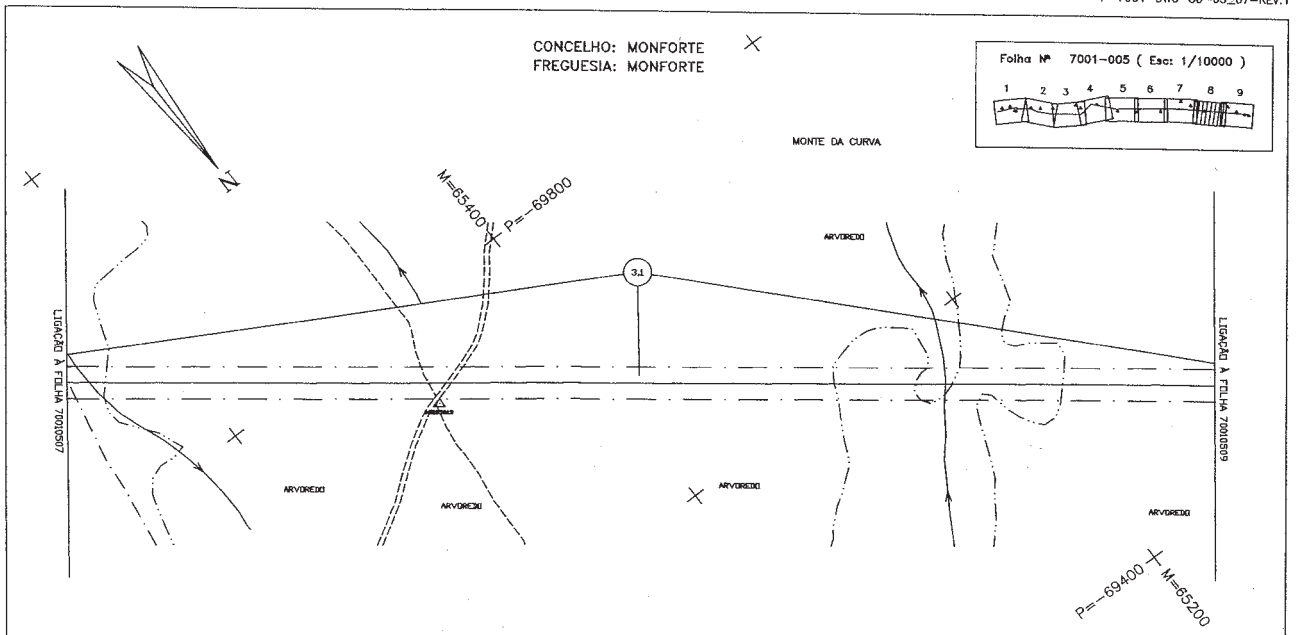 CONCELHO: MONFORTE
FREGUESIA: MONFORTE
Folha Nº 7001-005 ( Esc: 1/10000 )
1 2 3 4 5 6 7 8 9
MONTE DA CURVA
N
M=65400
P=-69800
ARVOREDO
3.1
LIGAÇÃO À FOLHA 70010507
LIGAÇÃO À FOLHA 70010509
ARVOREDO
ARVOREDO
ARVOREDO
ARVOREDO
P=-69400
M=65200